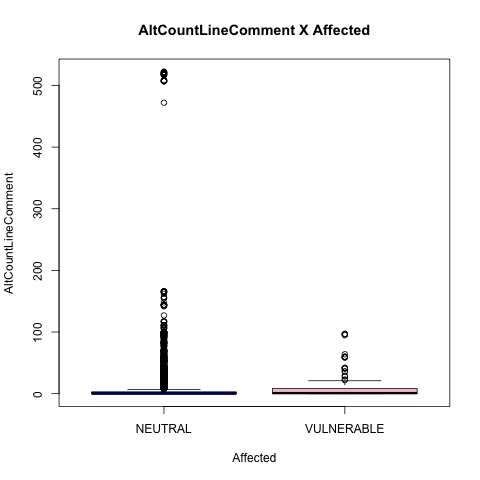 AltCountLineComment X Affected
AltCountLineComment
500
400
300
200
100
0
NEUTRAL
VULNERABLE
Affected